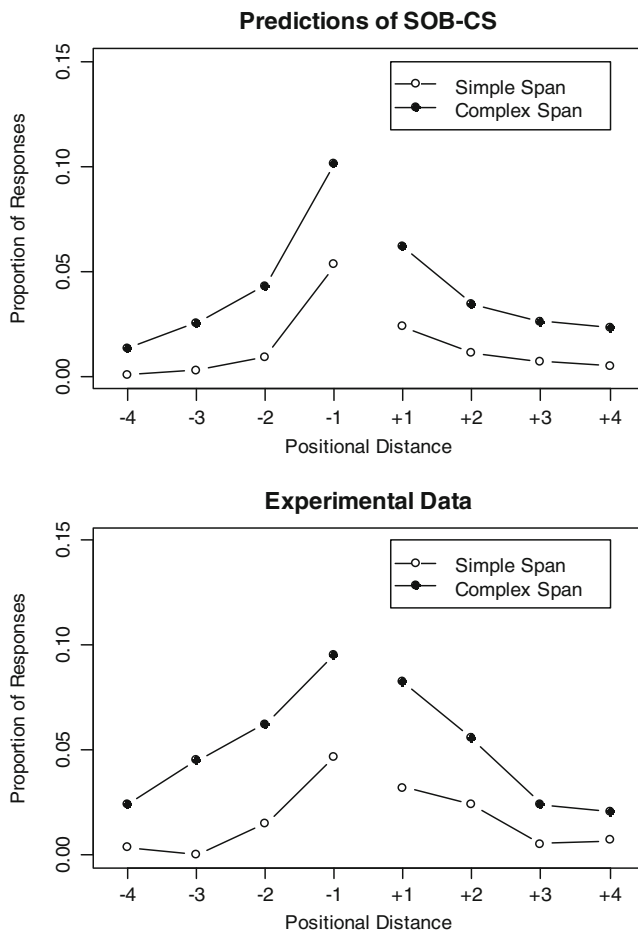 Predictions of SOB-CS
Proportion of Responses
0.15
0.10
0.05
0.00
Simple Span
Complex Span
-4 -3 -2 -1 +1 +2 +3 +4
Positional Distance
Experimental Data
Proportion of Responses
0.15
0.10
0.05
0.00
Simple Span
Complex Span
-4 -3 -2 -1 +1 +2 +3 +4
Positional Distance